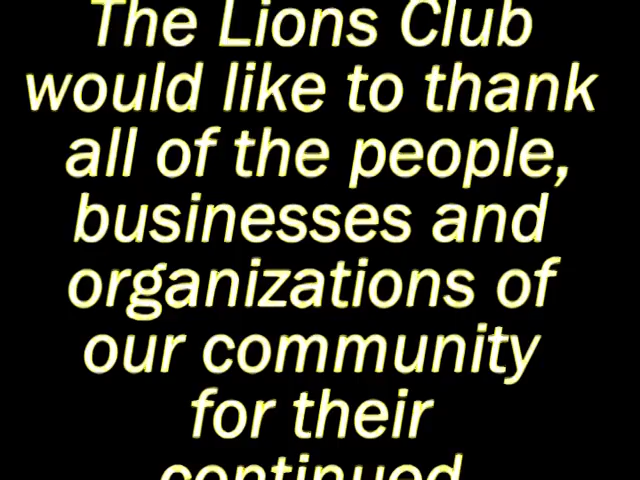 The Lions Club
would like to thank
all of the people,
businesses and
organizations of
our community
for their
continued